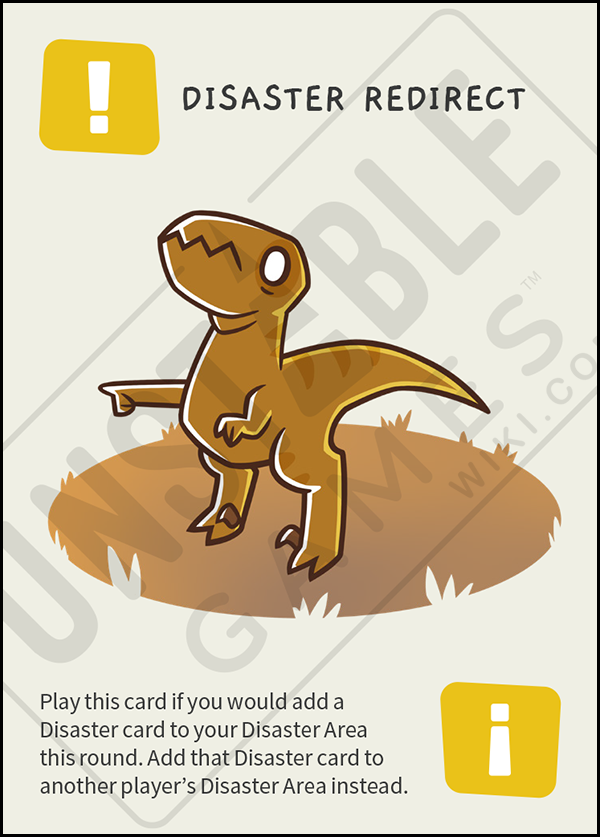 !
DISASTER REDIRECT
UNSTABLE
GAMES™
WIKI.CO
Play this card if you would add a
Disaster card to your Disaster Area
this round. Add that Disaster card to
another player’s Disaster Area instead.
i